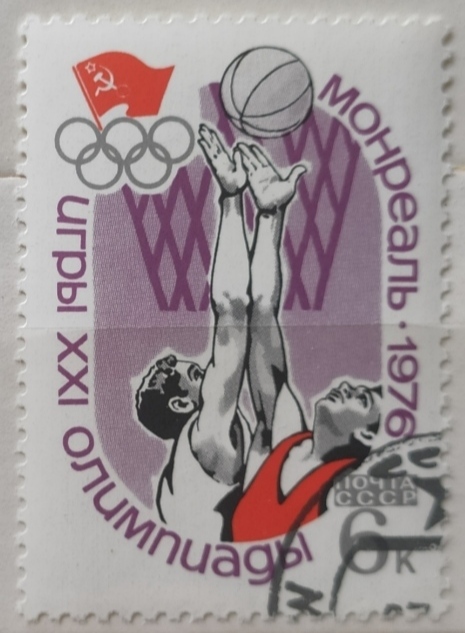 игры XXI олимпиады
монреаль · 1976
ПОЧТА
СССР
6к